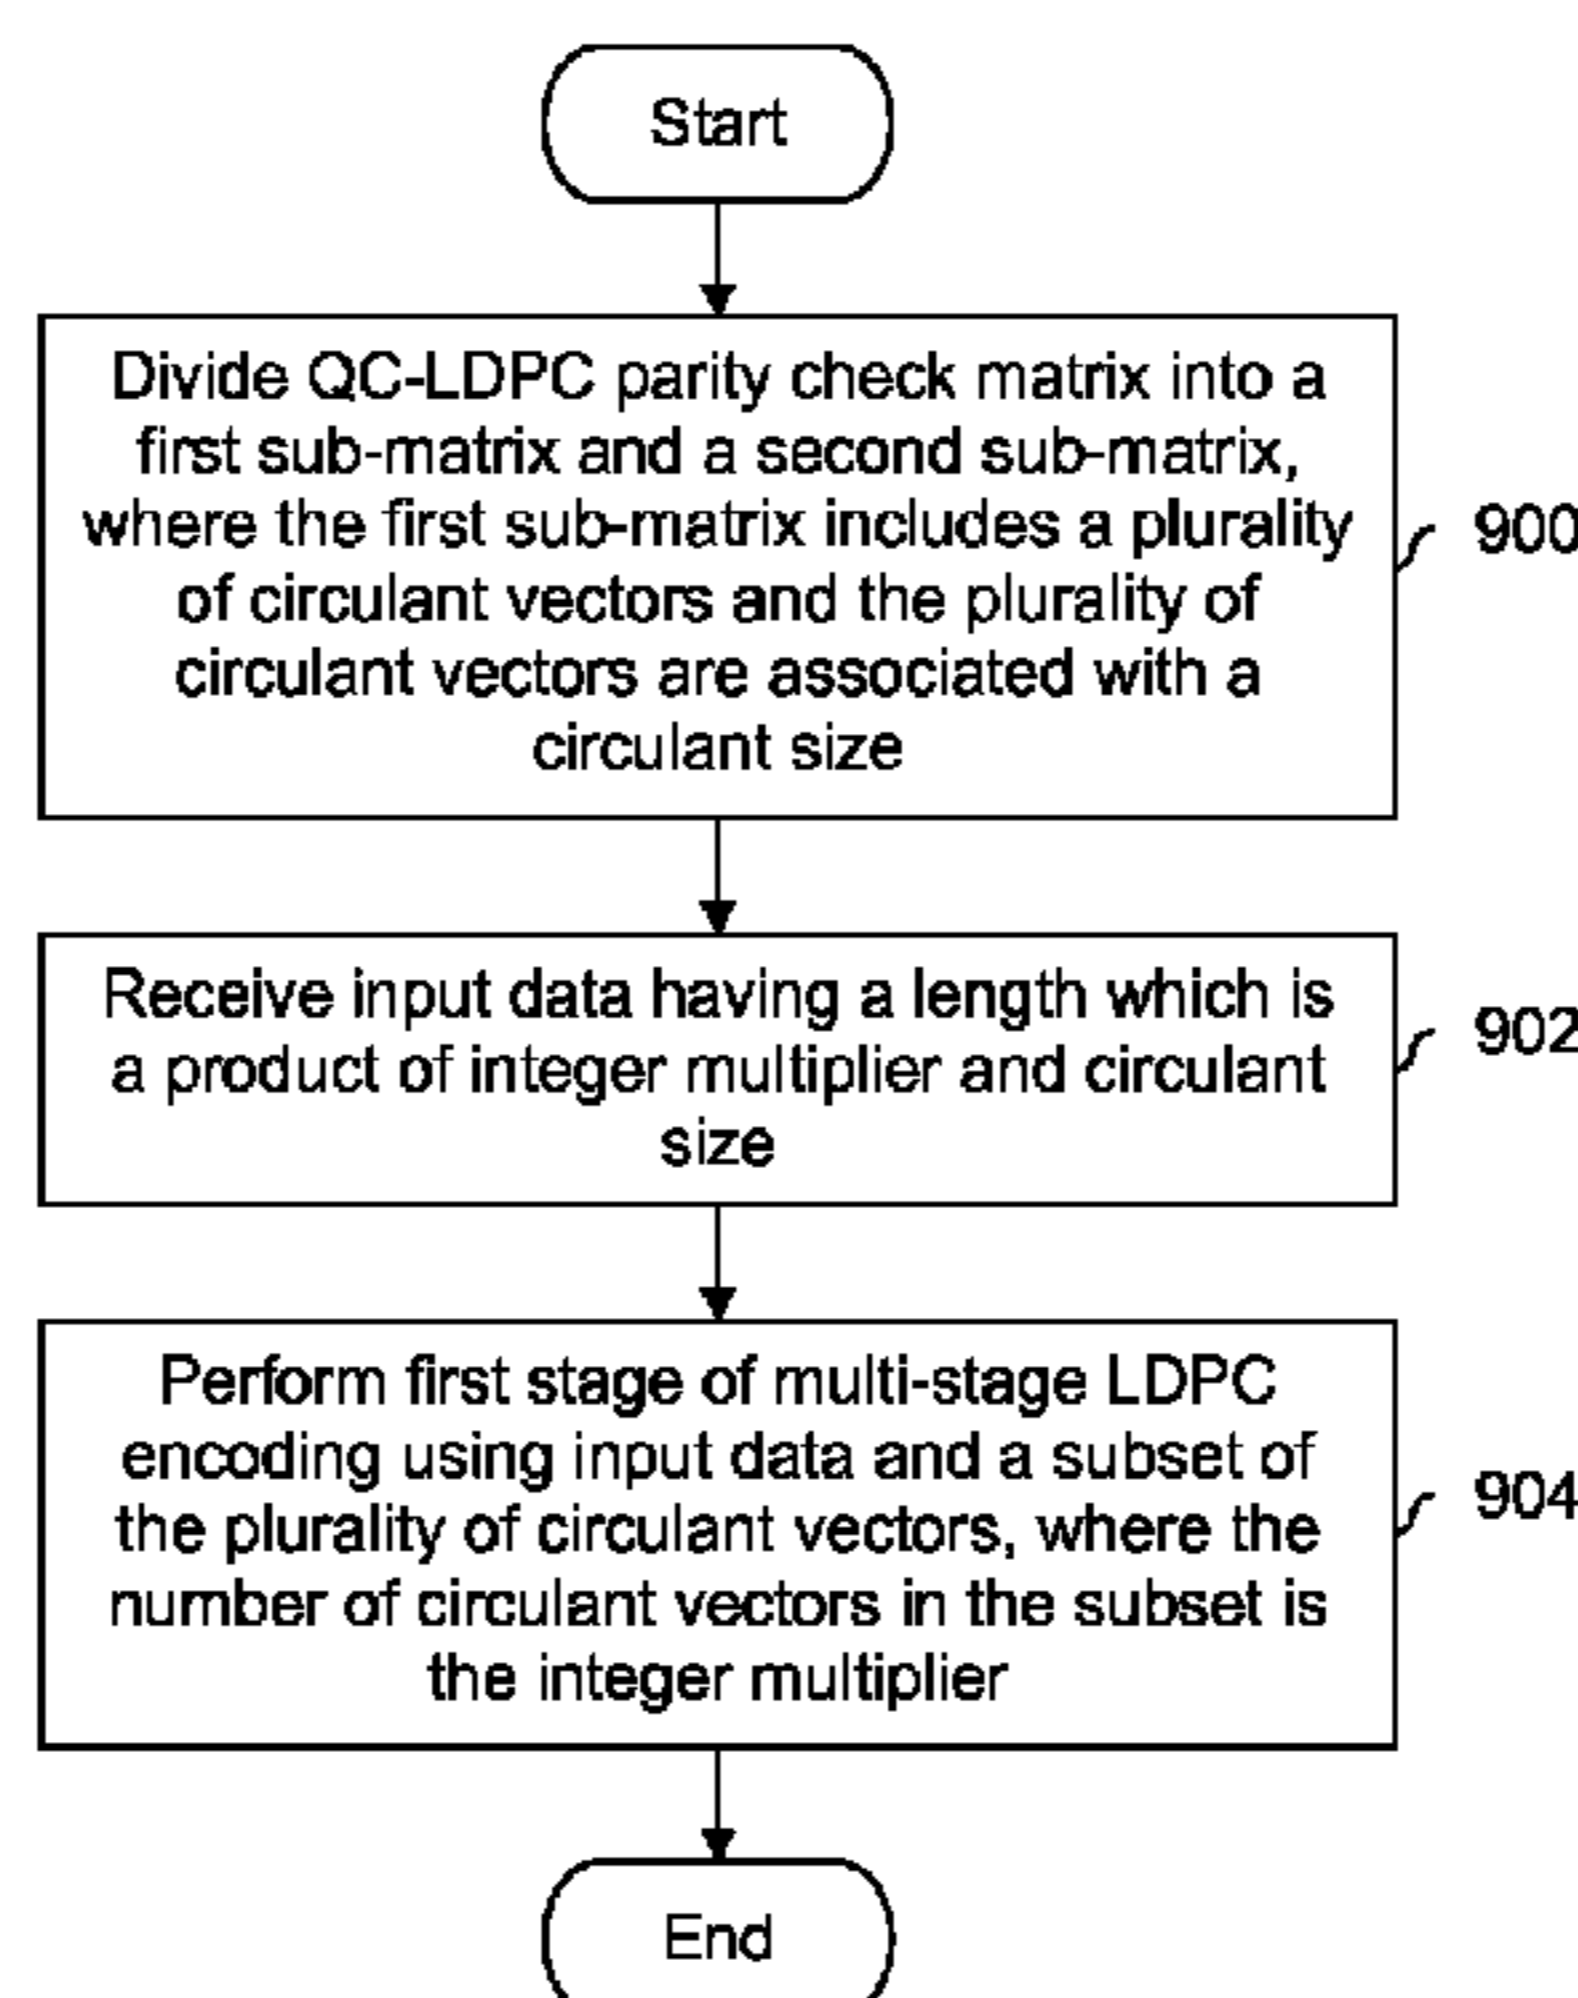 Start
Divide QC-LDPC parity check matrix into a
first sub-matrix and a second sub-matrix,
where the first sub-matrix includes a plurality
of circulant vectors and the plurality of
circulant vectors are associated with a
circulant size
900
Receive input data having a length which is
a product of integer multiplier and circulant
size
902
Perform first stage of multi-stage LDPC
encoding using input data and a subset of
the plurality of circulant vectors, where the
number of circulant vectors in the subset is
the integer multiplier
904
End